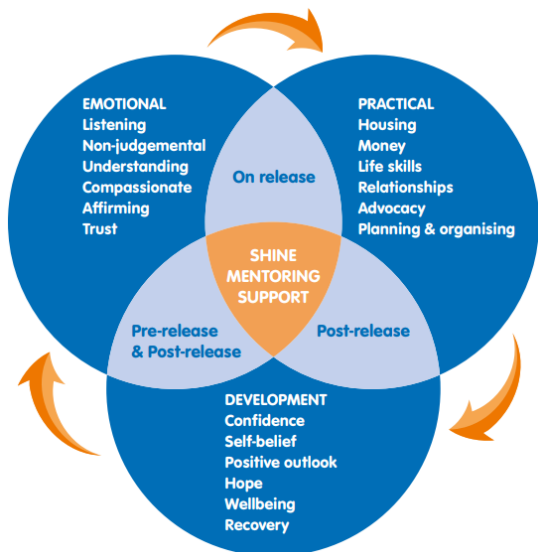 EMOTIONAL
Listening
Non-judgemental
Understanding
Compassionate
Affirming
Trust
PRACTICAL
Housing
Money
Life skills
Relationships
Advocacy
Planning & organising
On release
SHINE
MENTORING
SUPPORT
Pre-release
& Post-release
Post-release
DEVELOPMENT
Confidence
Self-belief
Positive outlook
Hope
Wellbeing
Recovery